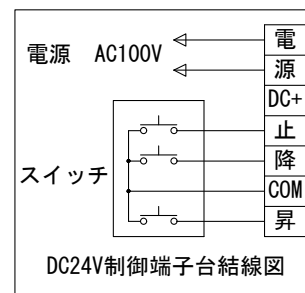 電源 AC100V
電
源
DC+
止
降
COM
昇
スイッチ
DC24V制御端子台結線図